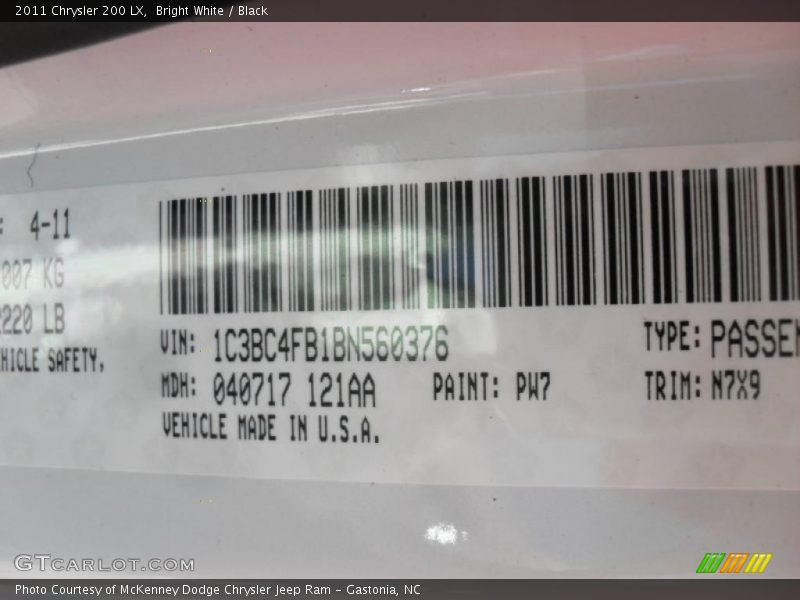 2011 Chrysler 200 LX,  Bright White / Black
: 4-11
007 KG
220 LB
HICLE SAFETY,
VIN: 1C3BC4FB1BN560376
TYPE: PASSEN
MDH: 040717 121AA
PAINT: PW7
TRIM: N7X9
VEHICLE MADE IN U.S.A.
GTCARLOT.COM
Photo Courtesy of McKenney Dodge Chrysler Jeep Ram - Gastonia, NC